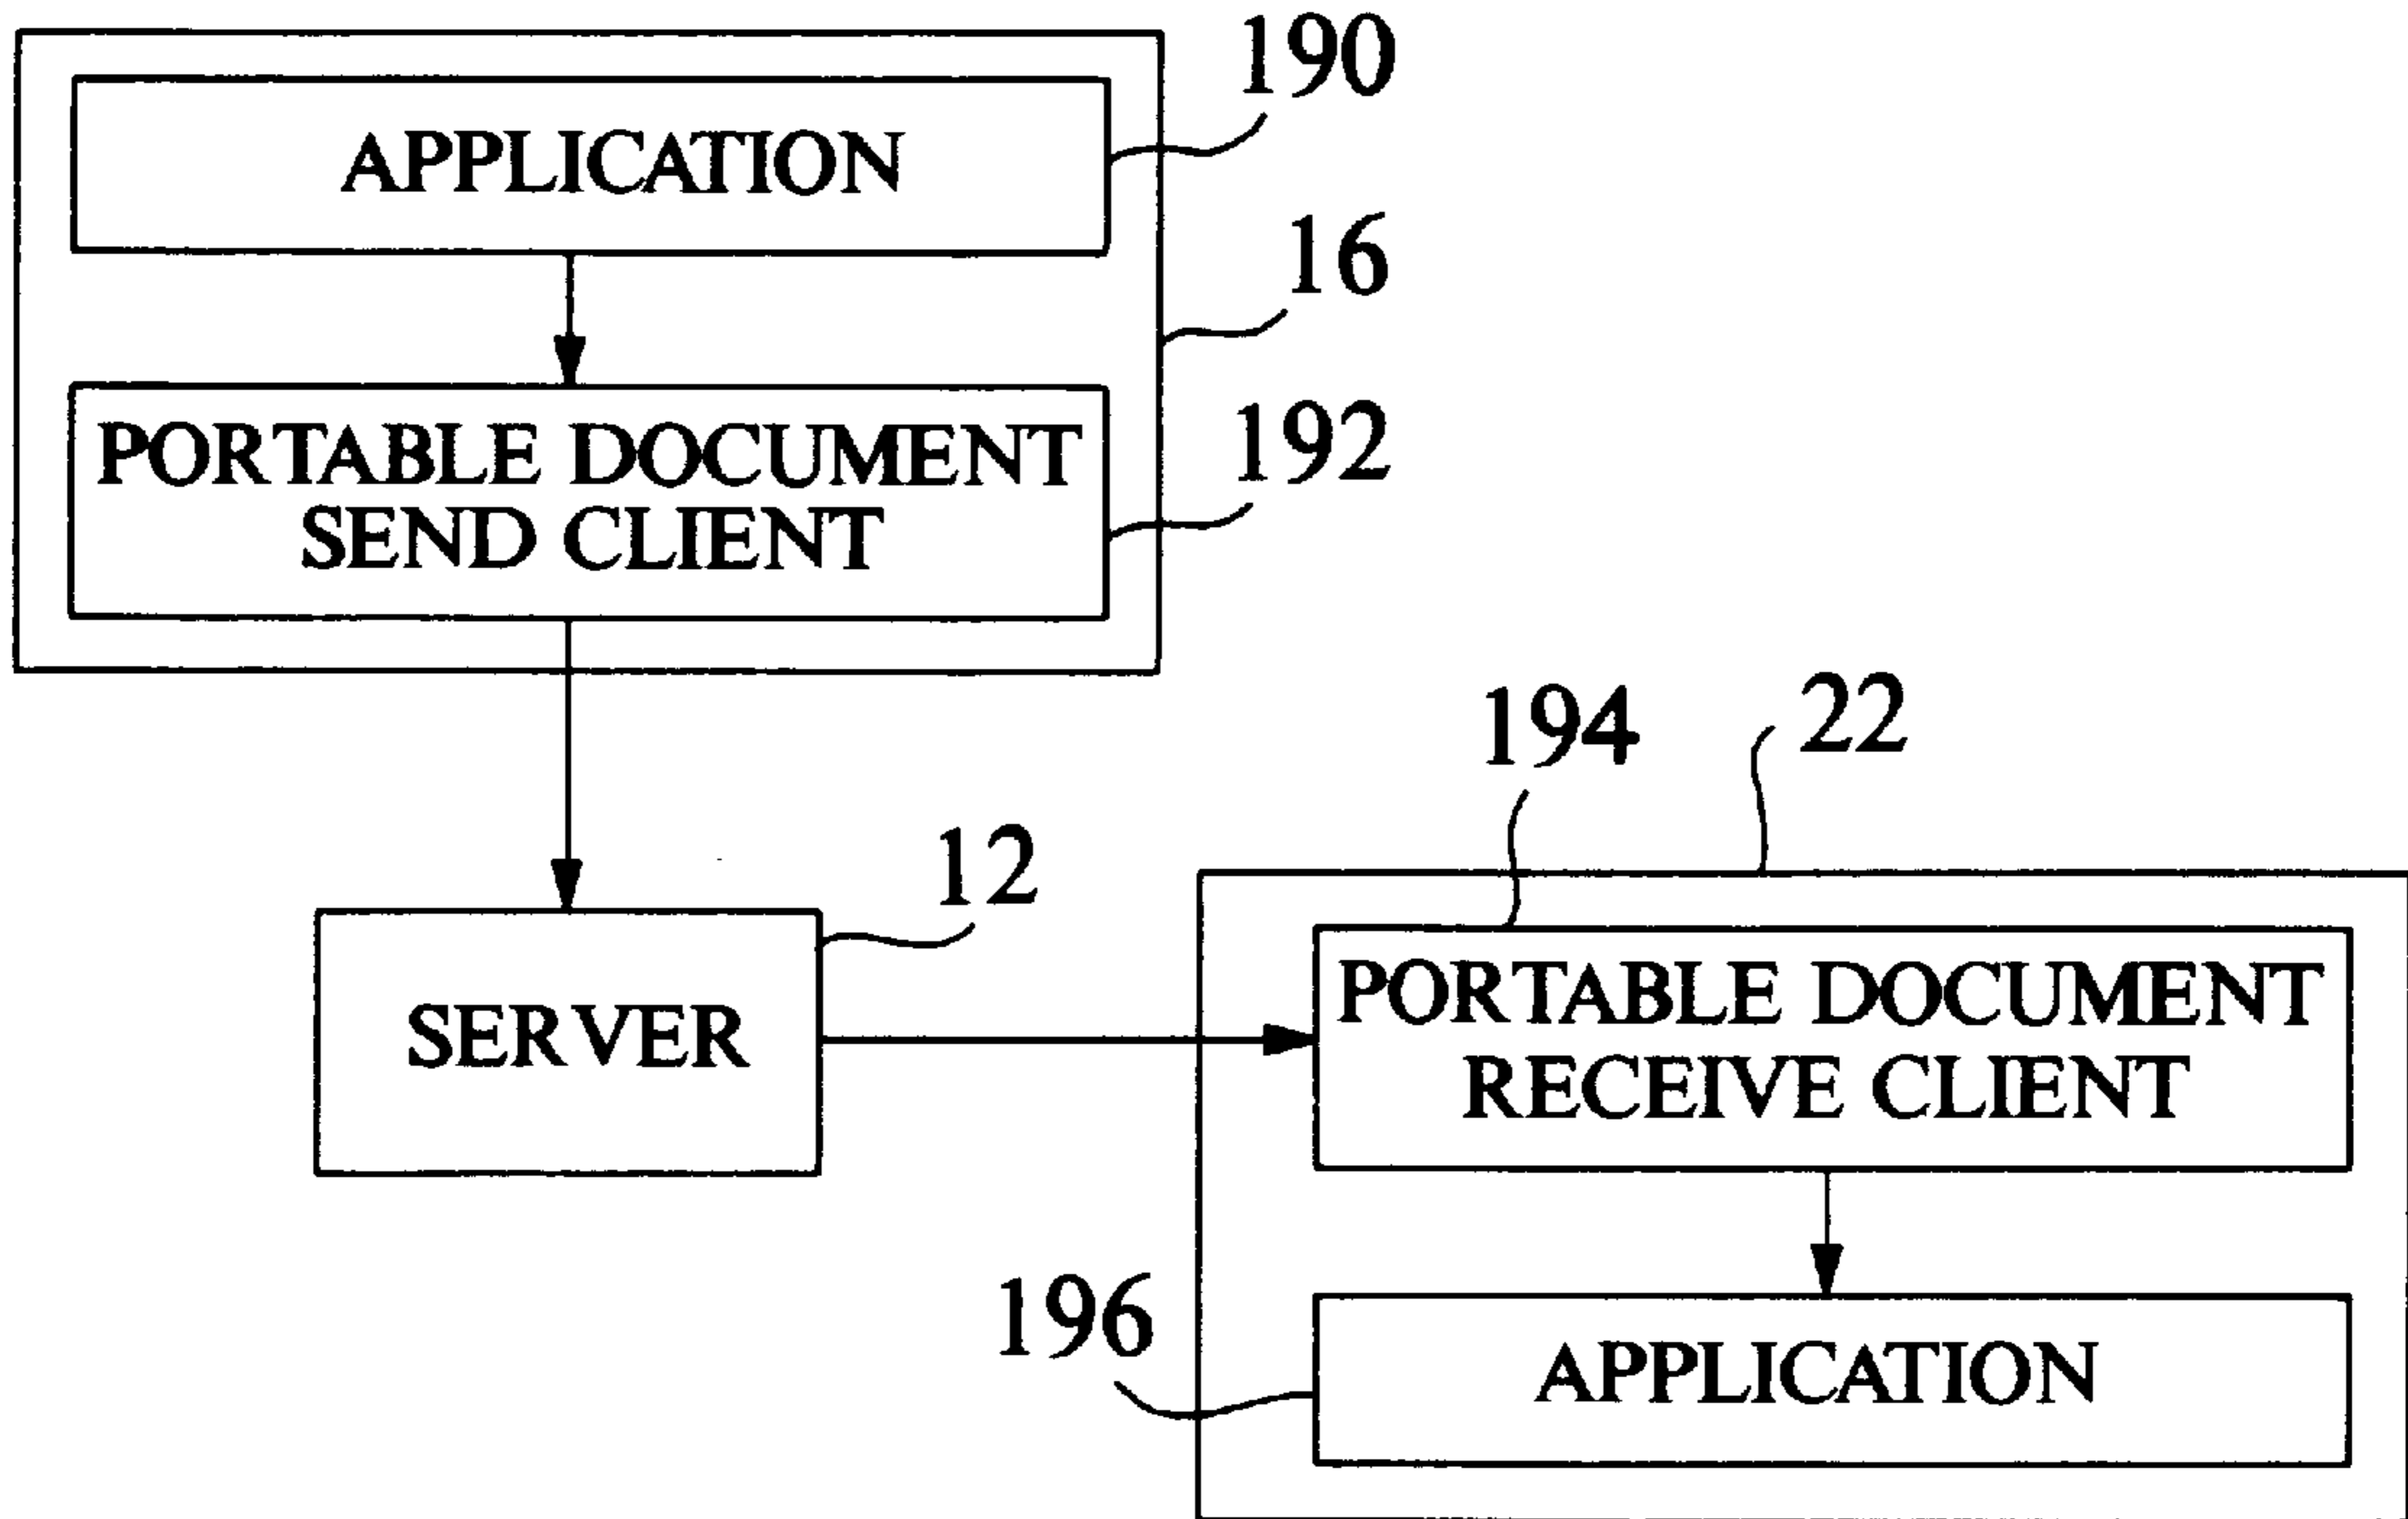 190
APPLICATION
16
192
PORTABLE DOCUMENT
SEND CLIENT
194
22
12
SERVER
PORTABLE DOCUMENT
RECEIVE CLIENT
196
APPLICATION